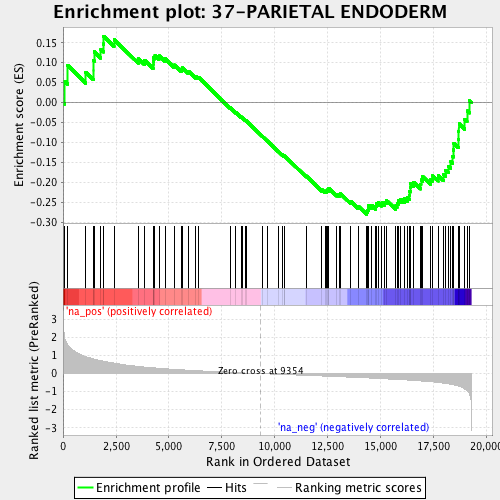 Enrichment plot: 37-PARIETAL ENDODERM
Enrichment score (ES)
0.15
0.10
0.05
0.00
-0.05
-0.10
-0.15
-0.20
-0.25
-0.30
'na_pos' (positively correlated)
Ranked list metric (PreRanked)
3
2
1
0
-1
-2
-3
Zero cross at 9354
'na_neg' (negatively correlated)
0
2,500
5,000
7,500
10,000
12,500
15,000
17,500
20,000
Rank in Ordered Dataset
Enrichment profile
Hits
Ranking metric scores